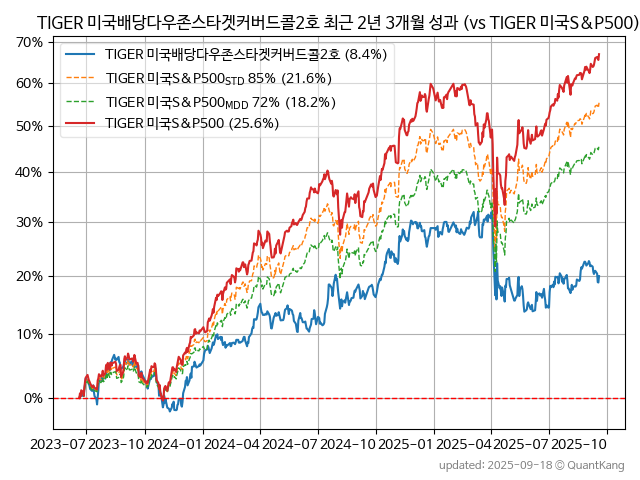 TIGER 미국배당다우존스타겟커버드콜2호 최근 2년 3개월 성과 (vs TIGER 미국S&P500)
70%
60%
50%
40%
30%
20%
10%
0%
TIGER 미국배당다우존스타겟커버드콜2호 (8.4%)
TIGER 미국S&P500STD 85% (21.6%)
TIGER 미국S&P500MDD 72% (18.2%)
TIGER 미국S&P500 (25.6%)
2023-07 2023-10 2024-01 2024-04 2024-07 2024-10 2025-01 2025-04 2025-07 2025-10
updated: 2025-09-18 © QuantKang